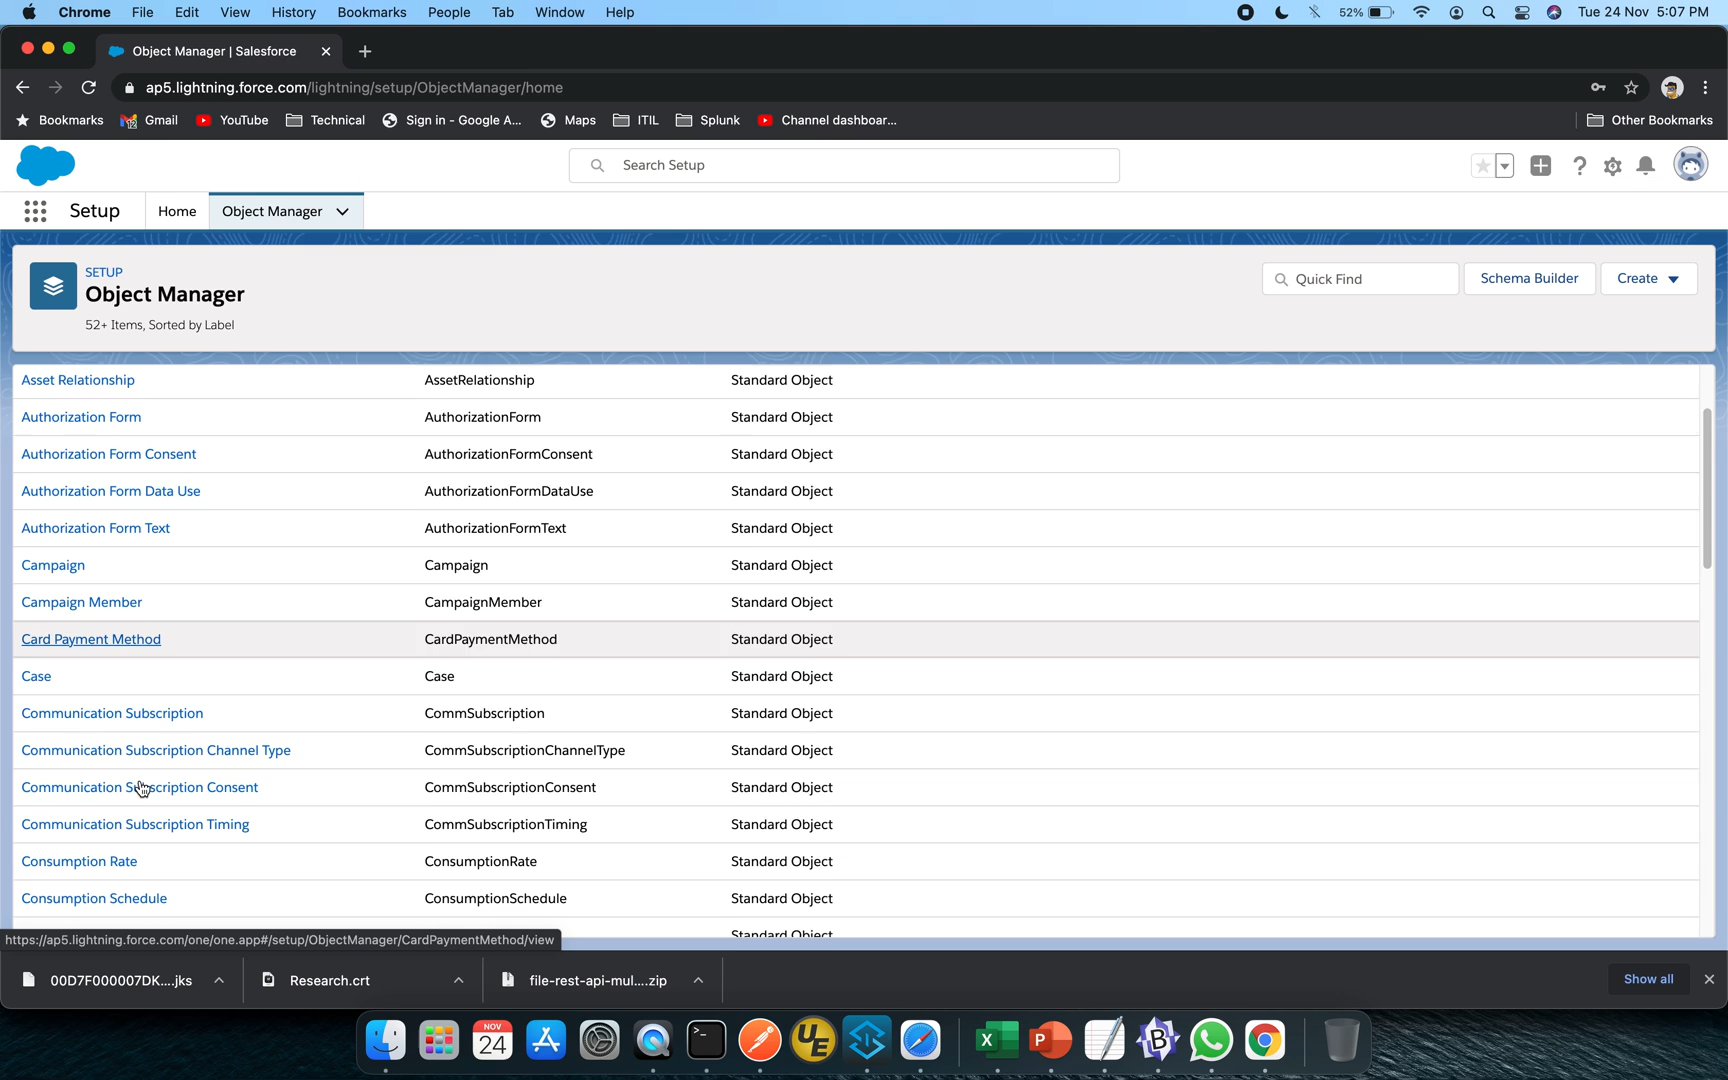 Chrome File Edit View History Bookmarks People Tab Window Help 52% Tue 24 Nov 5:07 PM
Object Manager | Salesforce
ap5.lightning.force.com/lightning/setup/ObjectManager/home
Bookmarks Gmail YouTube Technical Sign in - Google A... Maps ITIL Splunk Channel dashboar... Other Bookmarks
Search Setup
Setup Home Object Manager
SETUP
Object Manager
52+ Items, Sorted by Label
Quick Find Schema Builder Create
Asset Relationship AssetRelationship Standard Object
Authorization Form AuthorizationForm Standard Object
Authorization Form Consent AuthorizationFormConsent Standard Object
Authorization Form Data Use AuthorizationFormDataUse Standard Object
Authorization Form Text AuthorizationFormText Standard Object
Campaign Campaign Standard Object
Campaign Member CampaignMember Standard Object
Card Payment Method CardPaymentMethod Standard Object
Case Case Standard Object
Communication Subscription CommSubscription Standard Object
Communication Subscription Channel Type CommSubscriptionChannelType Standard Object
Communication Subscription Consent CommSubscriptionConsent Standard Object
Communication Subscription Timing CommSubscriptionTiming Standard Object
Consumption Rate ConsumptionRate Standard Object
Consumption Schedule ConsumptionSchedule Standard Object
Standard Object
https://ap5.lightning.force.com/one/one.app#/setup/ObjectManager/CardPaymentMethod/view
00D7F000007DK....jks Research.crt file-rest-api-mul....zip Show all
NOV
24